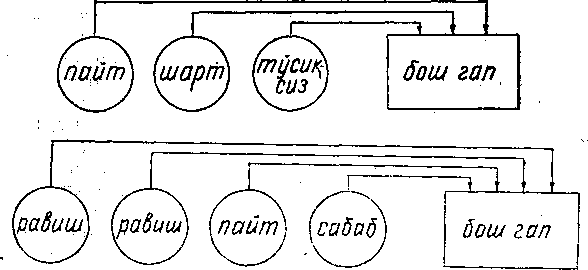 пайт шарт тўсиқ бош гап
сиз
равиш равиш пайт сабаб бош гап